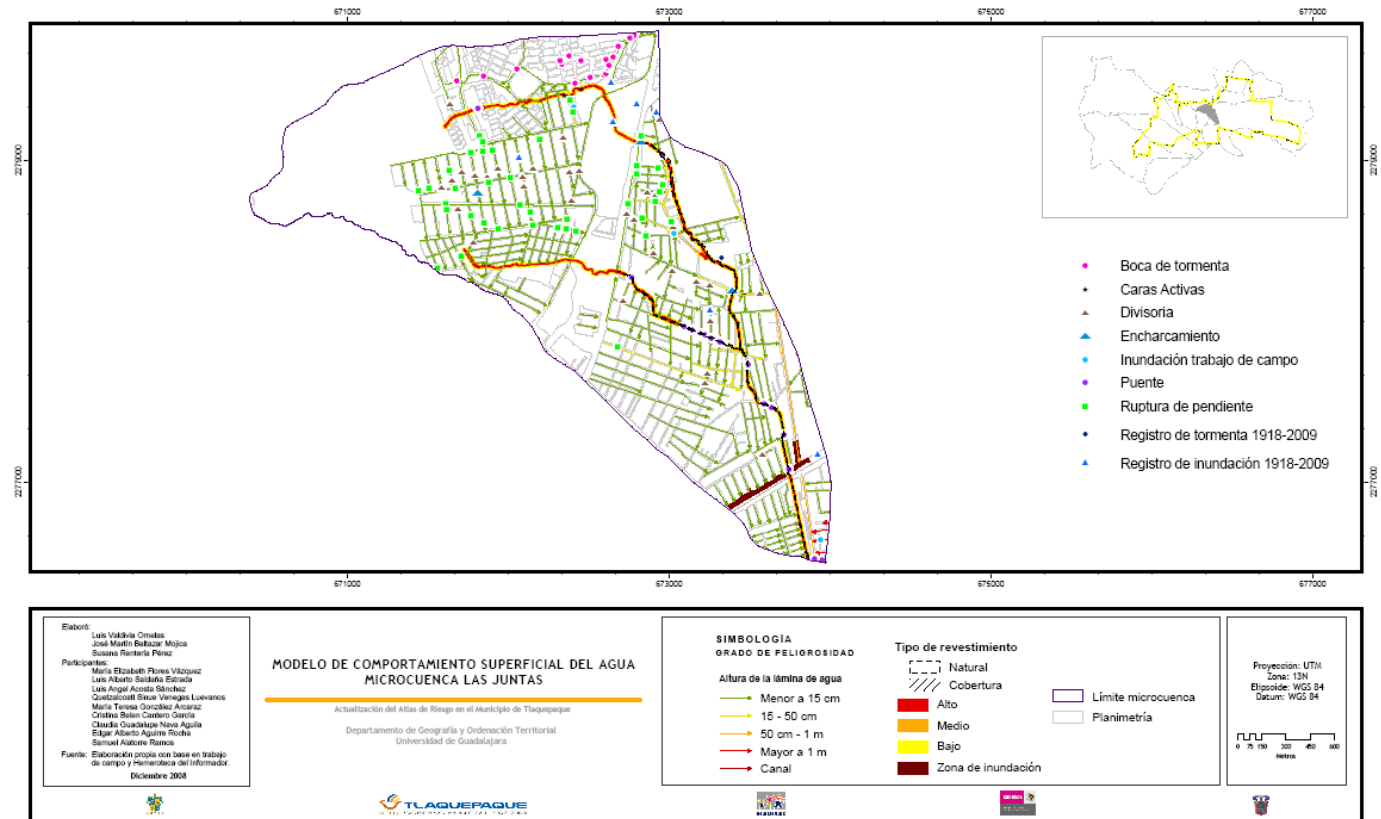 671000
673000
675000
677000
2279000
2279000
Boca de tormenta
Caras Activas
Divisoria
Encharcamiento
Inundación trabajo de campo
Puente
Ruptura de pendiente
Registro de tormenta 1918-2009
Registro de inundación 1918-2009
2277000
2277000
671000
673000
675000
677000
Elaboró:
Luis Valdivia Ornelas
José Martín Baltazar Mojica
Susana Rentería Pérez
Participantes:
María Elizabeth Flores Vázquez
Luis Alberto Saldaña Estrada
Luis Angel Acosta Sánchez
Quetzalcoatl Sinue Venegas Luevanos
María Teresa González Arcaraz
Cristina Belen Cantero García
Claudia Guadalupe Nava Aguila
Edgar Alberto Aguirre Rocha
Samuel Alatorre Ramos
Fuente: Elaboración propia con base en trabajo
de campo y Hemeroteca del Informador.
Diciembre 2008
MODELO DE COMPORTAMIENTO SUPERFICIAL DEL AGUA
MICROCUENCA LAS JUNTAS
Actualización del Atlas de Riesgo en el Municipio de Tlaquepaque
Departamento de Geografía y Ordenación Territorial
Universidad de Guadalajara
TLAQUEPAQUE
SIMBOLOGÍA
GRADO DE PELIGROSIDAD
Altura de la lámina de agua
Menor a 15 cm
15 - 50 cm
50 cm - 1 m
Mayor a 1 m
Canal
Tipo de revestimiento
Natural
Cobertura
Alto
Medio
Bajo
Zona de inundación
Límite microcuenca
Planimetría
Proyección: UTM
Zona: 13N
Elipsoide: WGS 84
Datum: WGS 84
0 75 150 300 450 600
Metros